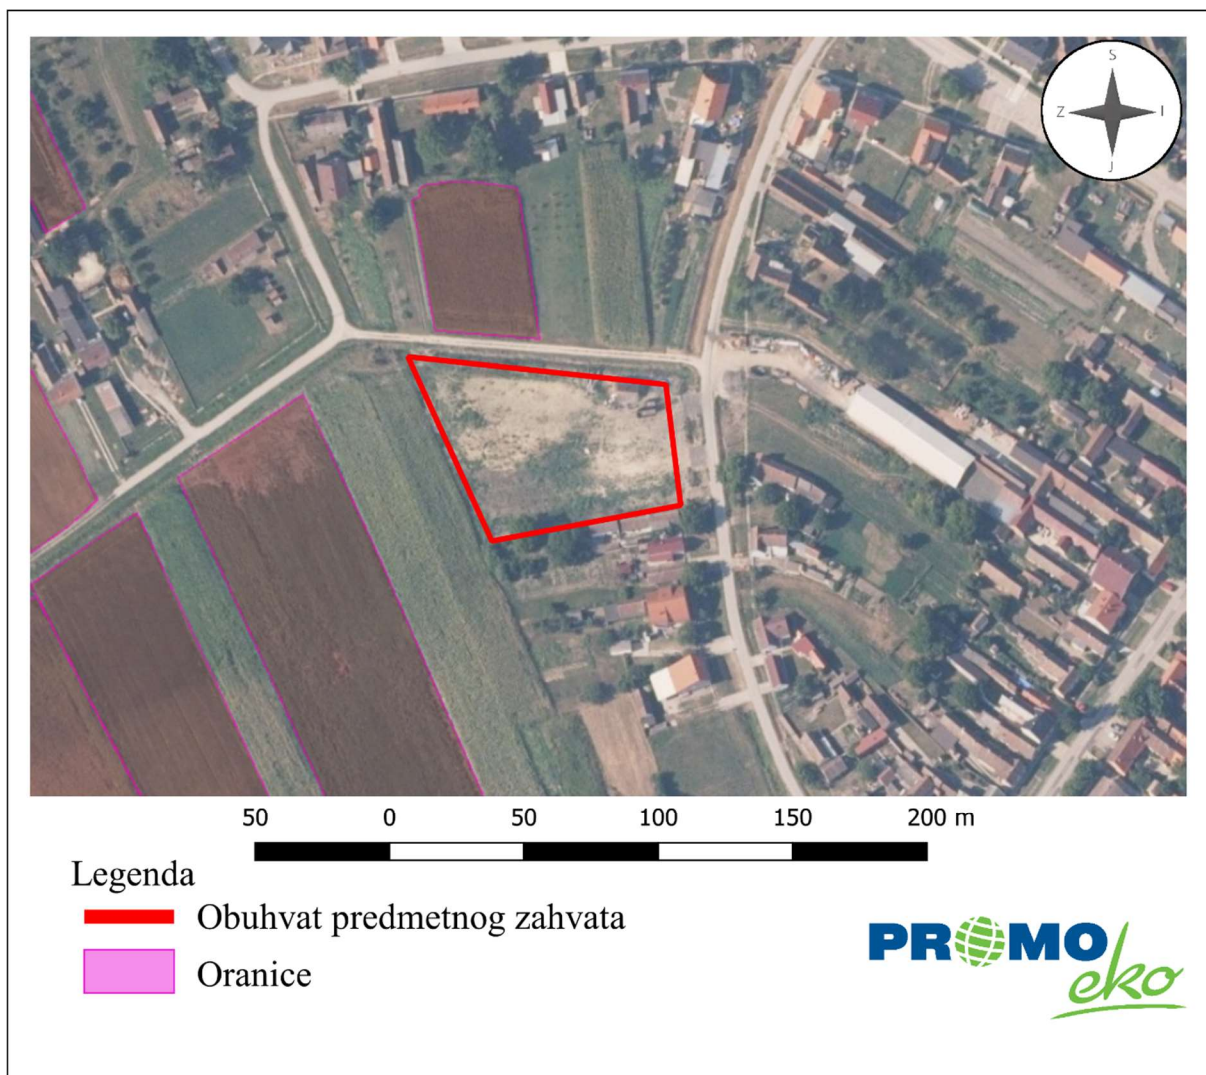 S
Z I
J
50 0 50 100 150 200 m
Legenda
Obuhvat predmetnog zahvata
Oranice
PROMO
eko